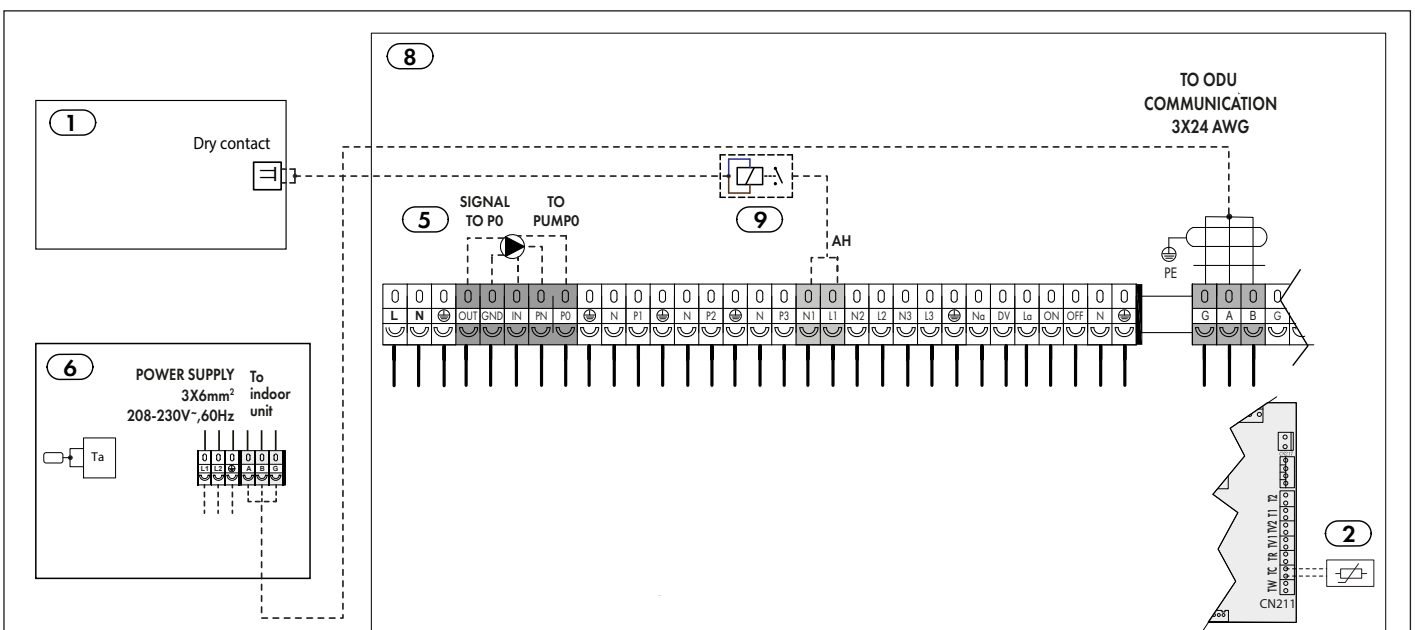 8
TO ODU
COMMUNICATION
3X24 AWG
1
Dry contact
9
5
SIGNAL
TO P0
TO
PUMP0
AH
PE
0 0 0 0 0 0 0 0 0 0 0 0 0 0 0 0 0 0 0 0 0 0 0 0 0 0 0 0 0 0 0
L N OUT GND IN PN P0 N P1 N P2 N P3 N1 L1 N2 L2 N3 L3 Na DV La ON OFF N
0 0 0 0
G A B G
6
POWER SUPPLY
3X6mm²
208-230V~,60Hz
To
indoor
unit
Ta
0 0 0 0 0 0
L1 L2 A B G
2
TW TC TR TV1 TV2 T1 T2
CN211